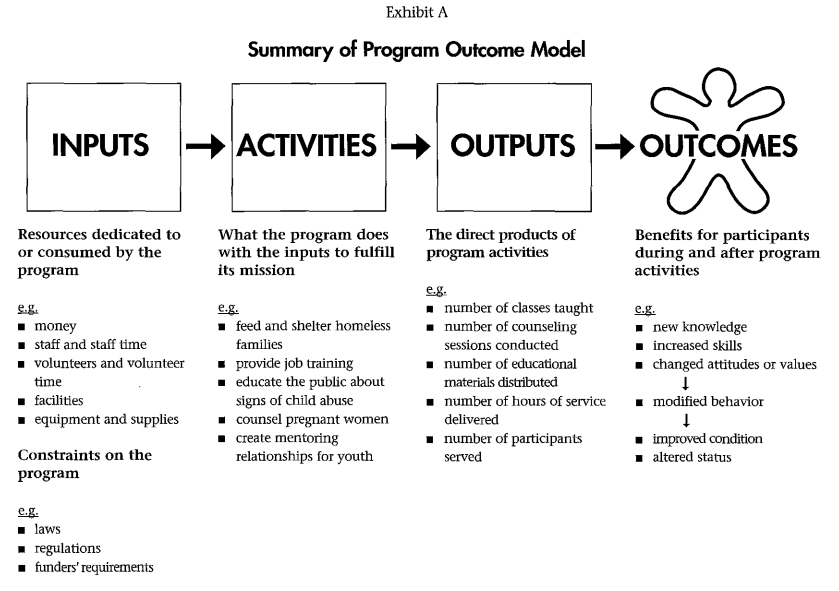 Exhibit A
Summary of Program Outcome Model
INPUTS
ACTIVITIES
OUTPUTS
OUTCOMES
Resources dedicated to
or consumed by the
program
e.g.
■ money
■ staff and staff time
■ volunteers and volunteer
time
■ facilities
■ equipment and supplies
Constraints on the
program
e.g.
■ laws
■ regulations
■ funders' requirements
What the program does
with the inputs to fulfill
its mission
e.g.
■ feed and shelter homeless
families
■ provide job training
■ educate the public about
signs of child abuse
■ counsel pregnant women
■ create mentoring
relationships for youth
The direct products of
program activities
e.g.
■ number of classes taught
■ number of counseling
sessions conducted
■ number of educational
materials distributed
■ number of hours of service
delivered
■ number of participants
served
Benefits for participants
during and after program
activities
e.g.
■ new knowledge
■ increased skills
■ changed attitudes or values
■ modified behavior
■ improved condition
■ altered status